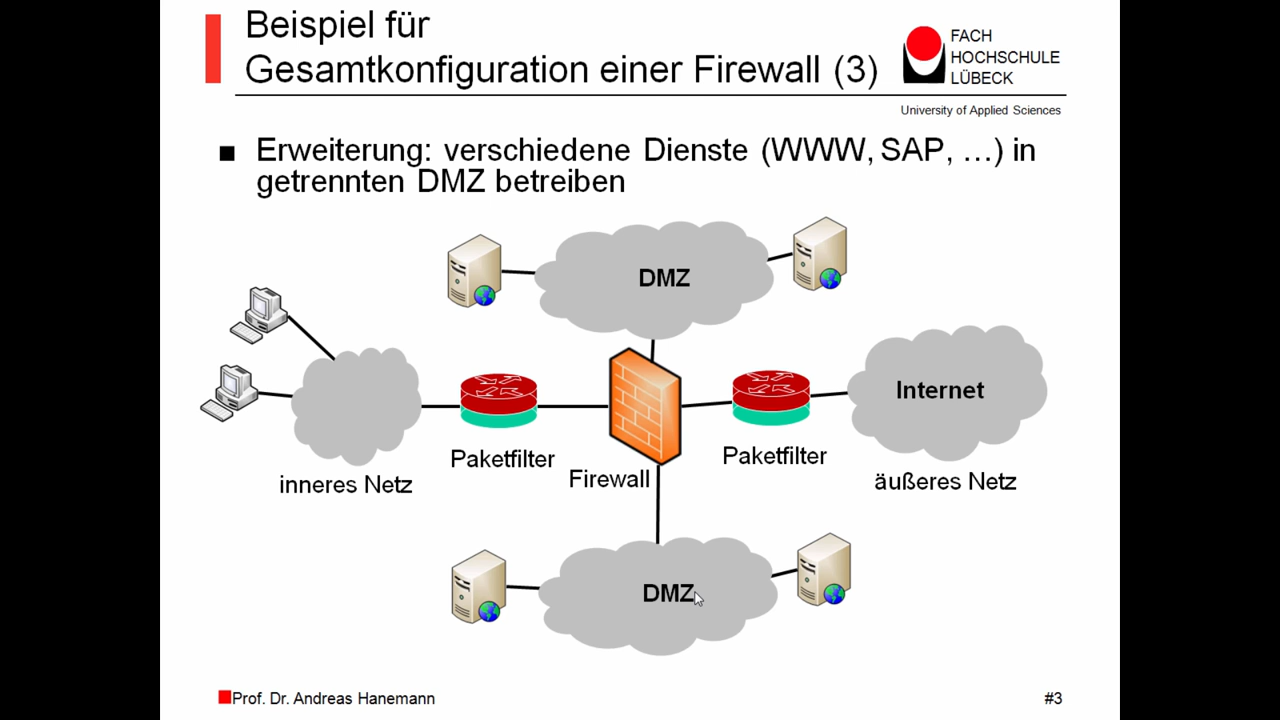 Beispiel für
Gesamtkonfiguration einer Firewall (3)
FACH
HOCHSCHULE
LÜBECK
University of Applied Sciences
Erweiterung: verschiedene Dienste (WWW, SAP, …) in
getrennten DMZ betreiben
DMZ
Internet
Paketfilter
Firewall
Paketfilter
inneres Netz
äußeres Netz
DMZ
Prof. Dr. Andreas Hanemann
#3